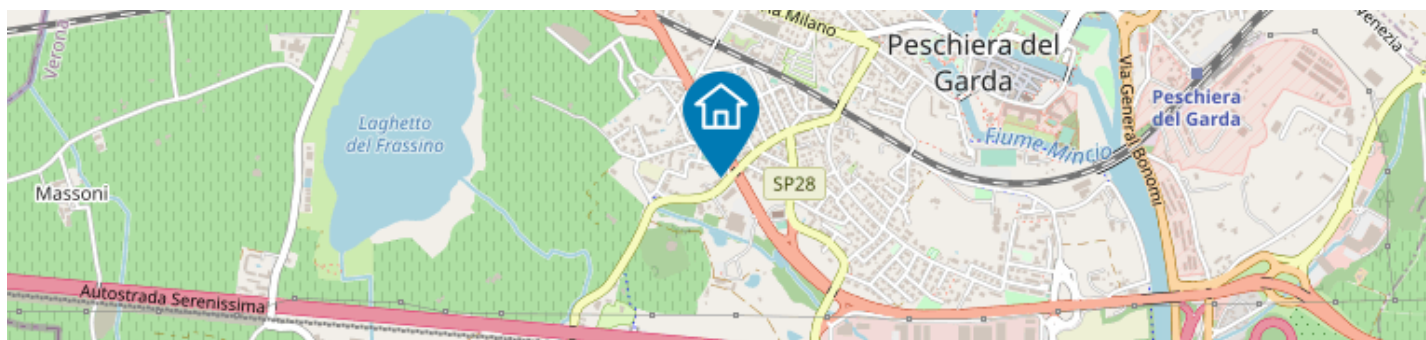 Verona
via Milano
Peschiera del
Garda
Venezia
Via General Bonomi
Peschiera
del Garda
Laghetto
del Frassino
Fiume Mincio
Massoni
SP28
Autostrada Serenissima